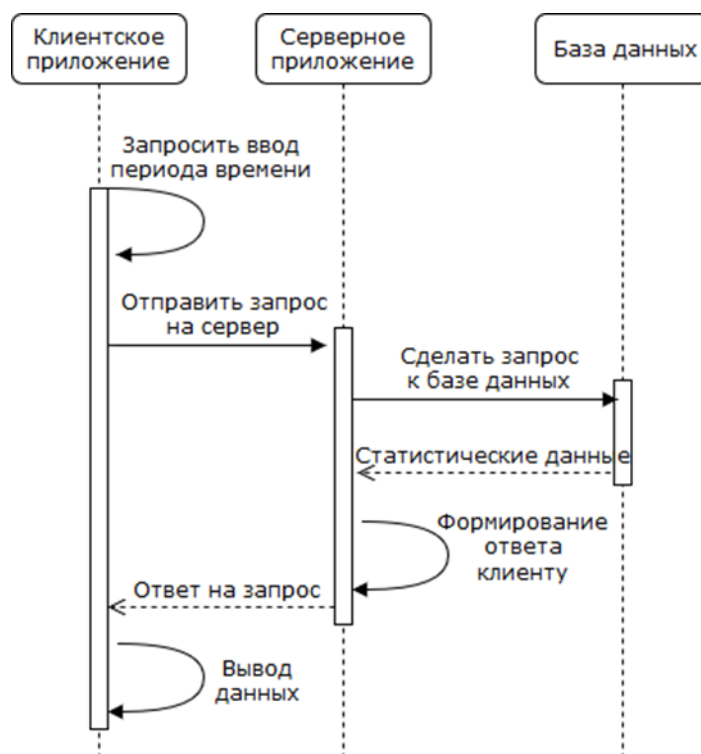 Клиентское
приложение
Серверное
приложение
База данных
Запросить ввод
периода времени
Отправить запрос
на сервер
Сделать запрос
к базе данных
Статистические данные
Формирование
ответа
клиенту
Ответ на запрос
Вывод
данных